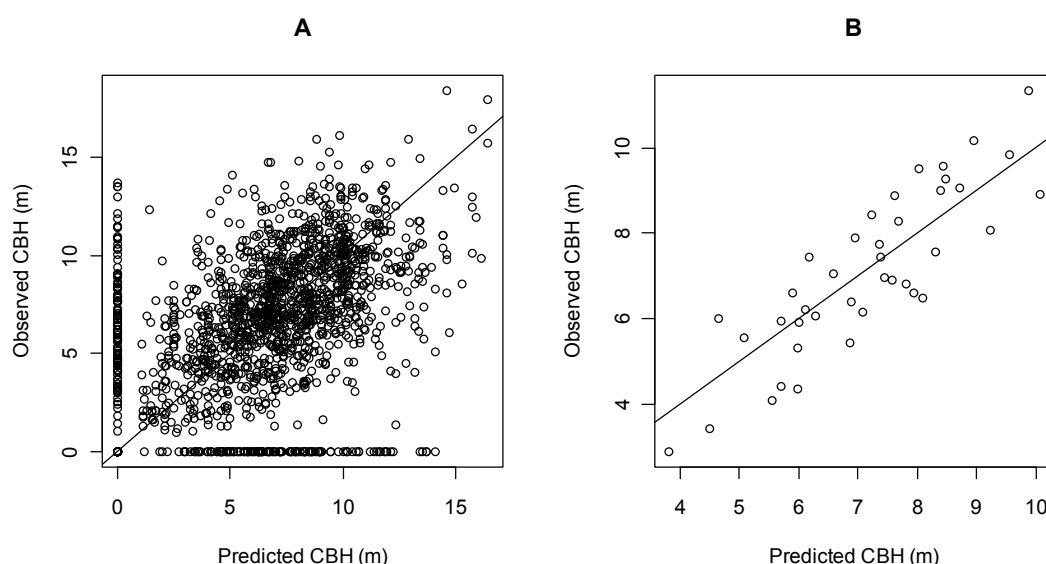 A
Observed CBH (m)
15
10
5
0
0 5 10 15
Predicted CBH (m)
B
Observed CBH (m)
10
8
6
4
4 5 6 7 8 9 10
Predicted CBH (m)